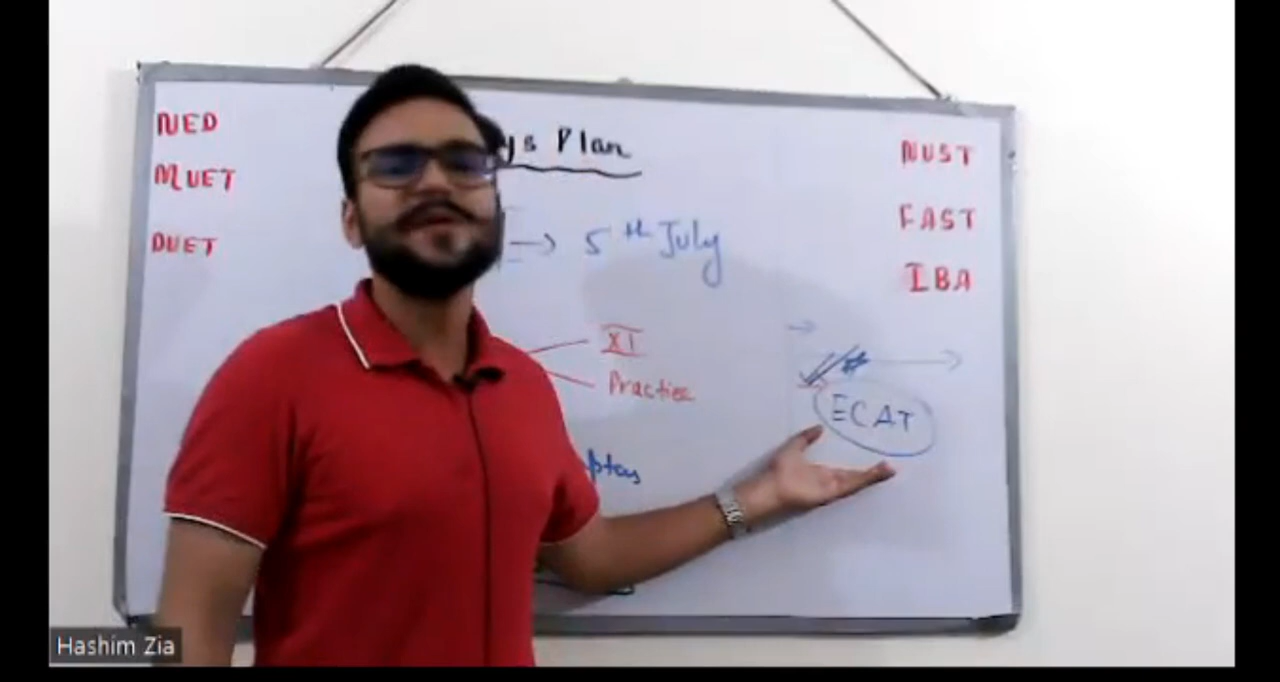 NED
MUET
DUET
Plan
→ 5th July
XI
Practice
NUST
FAST
IBA
ECAT
Hashim Zia